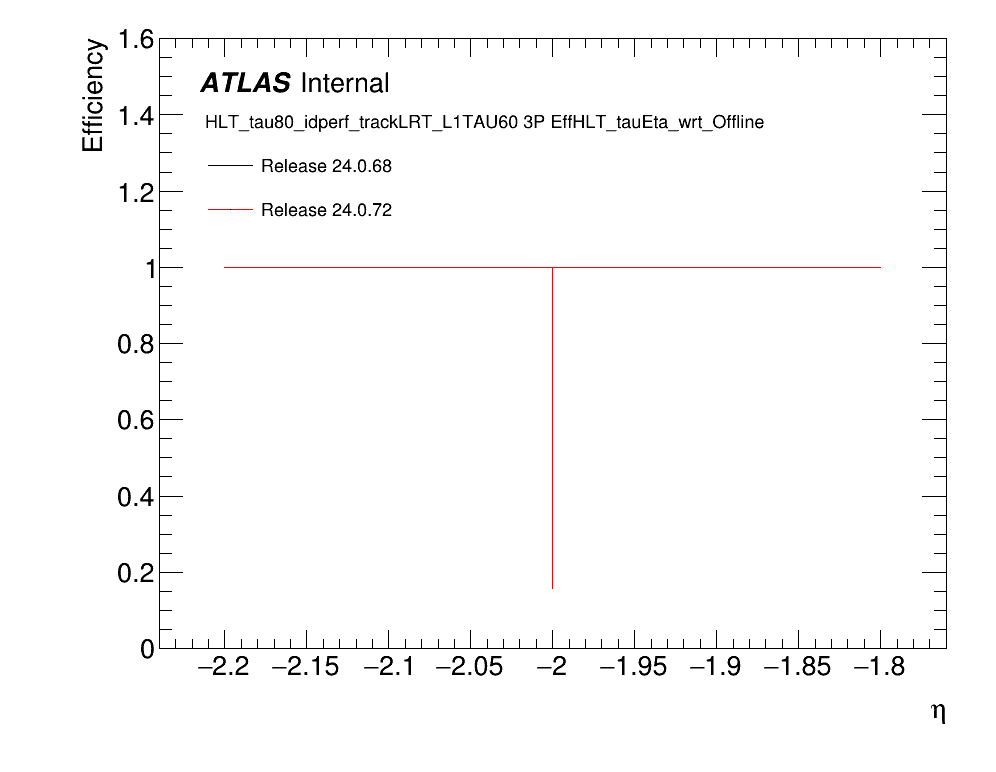 Efficiency
1.6
1.4
1.2
1
0.8
0.6
0.4
0.2
0
ATLAS Internal
HLT_tau80_idperf_trackLRT_L1TAU60 3P EffHLT_tauEta_wrt_Offline
Release 24.0.68
Release 24.0.72
−2.2 −2.15 −2.1 −2.05 −2 −1.95 −1.9 −1.85 −1.8
η